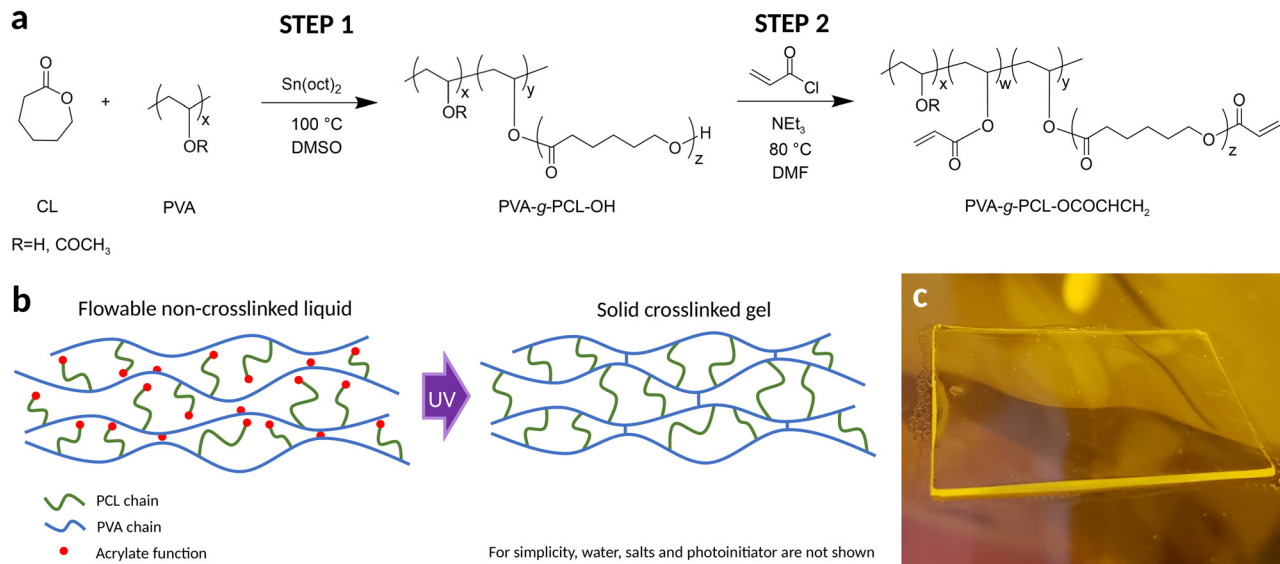 a
STEP 1
STEP 2
O
O
CL
+
x
OR
PVA
R=H, COCH₃
Sn(oct)₂
100 °C
DMSO
x
y
OR
O
O
O
H
z
PVA-g-PCL-OH
O
Cl
NEt₃
80 °C
DMF
x
w
y
OR
O
O
O
O
O
z
O
PVA-g-PCL-OCOCHCH₂
b
Flowable non-crosslinked liquid
UV
Solid crosslinked gel
PCL chain
PVA chain
Acrylate function
For simplicity, water, salts and photoinitiator are not shown
c